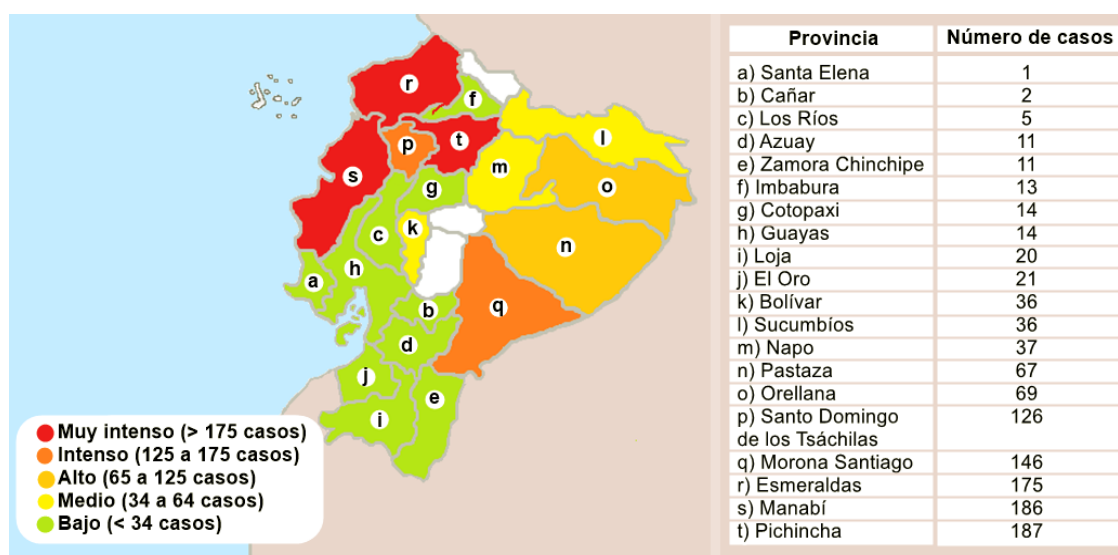 r
f
p
t
l
s
m
o
g
k
c
n
h
a
q
b
d
j
e
i
Muy intenso (> 175 casos)
Intenso (125 a 175 casos)
Alto (65 a 125 casos)
Medio (34 a 64 casos)
Bajo (< 34 casos)
Provincia Número de casos
a) Santa Elena 1
b) Cañar 2
c) Los Ríos 5
d) Azuay 11
e) Zamora Chinchipe 11
f) Imbabura 13
g) Cotopaxi 14
h) Guayas 14
i) Loja 20
j) El Oro 21
k) Bolívar 36
l) Sucumbíos 36
m) Napo 37
n) Pastaza 67
o) Orellana 69
p) Santo Domingo 126
de los Tsáchilas
q) Morona Santiago 146
r) Esmeraldas 175
s) Manabí 186
t) Pichincha 187